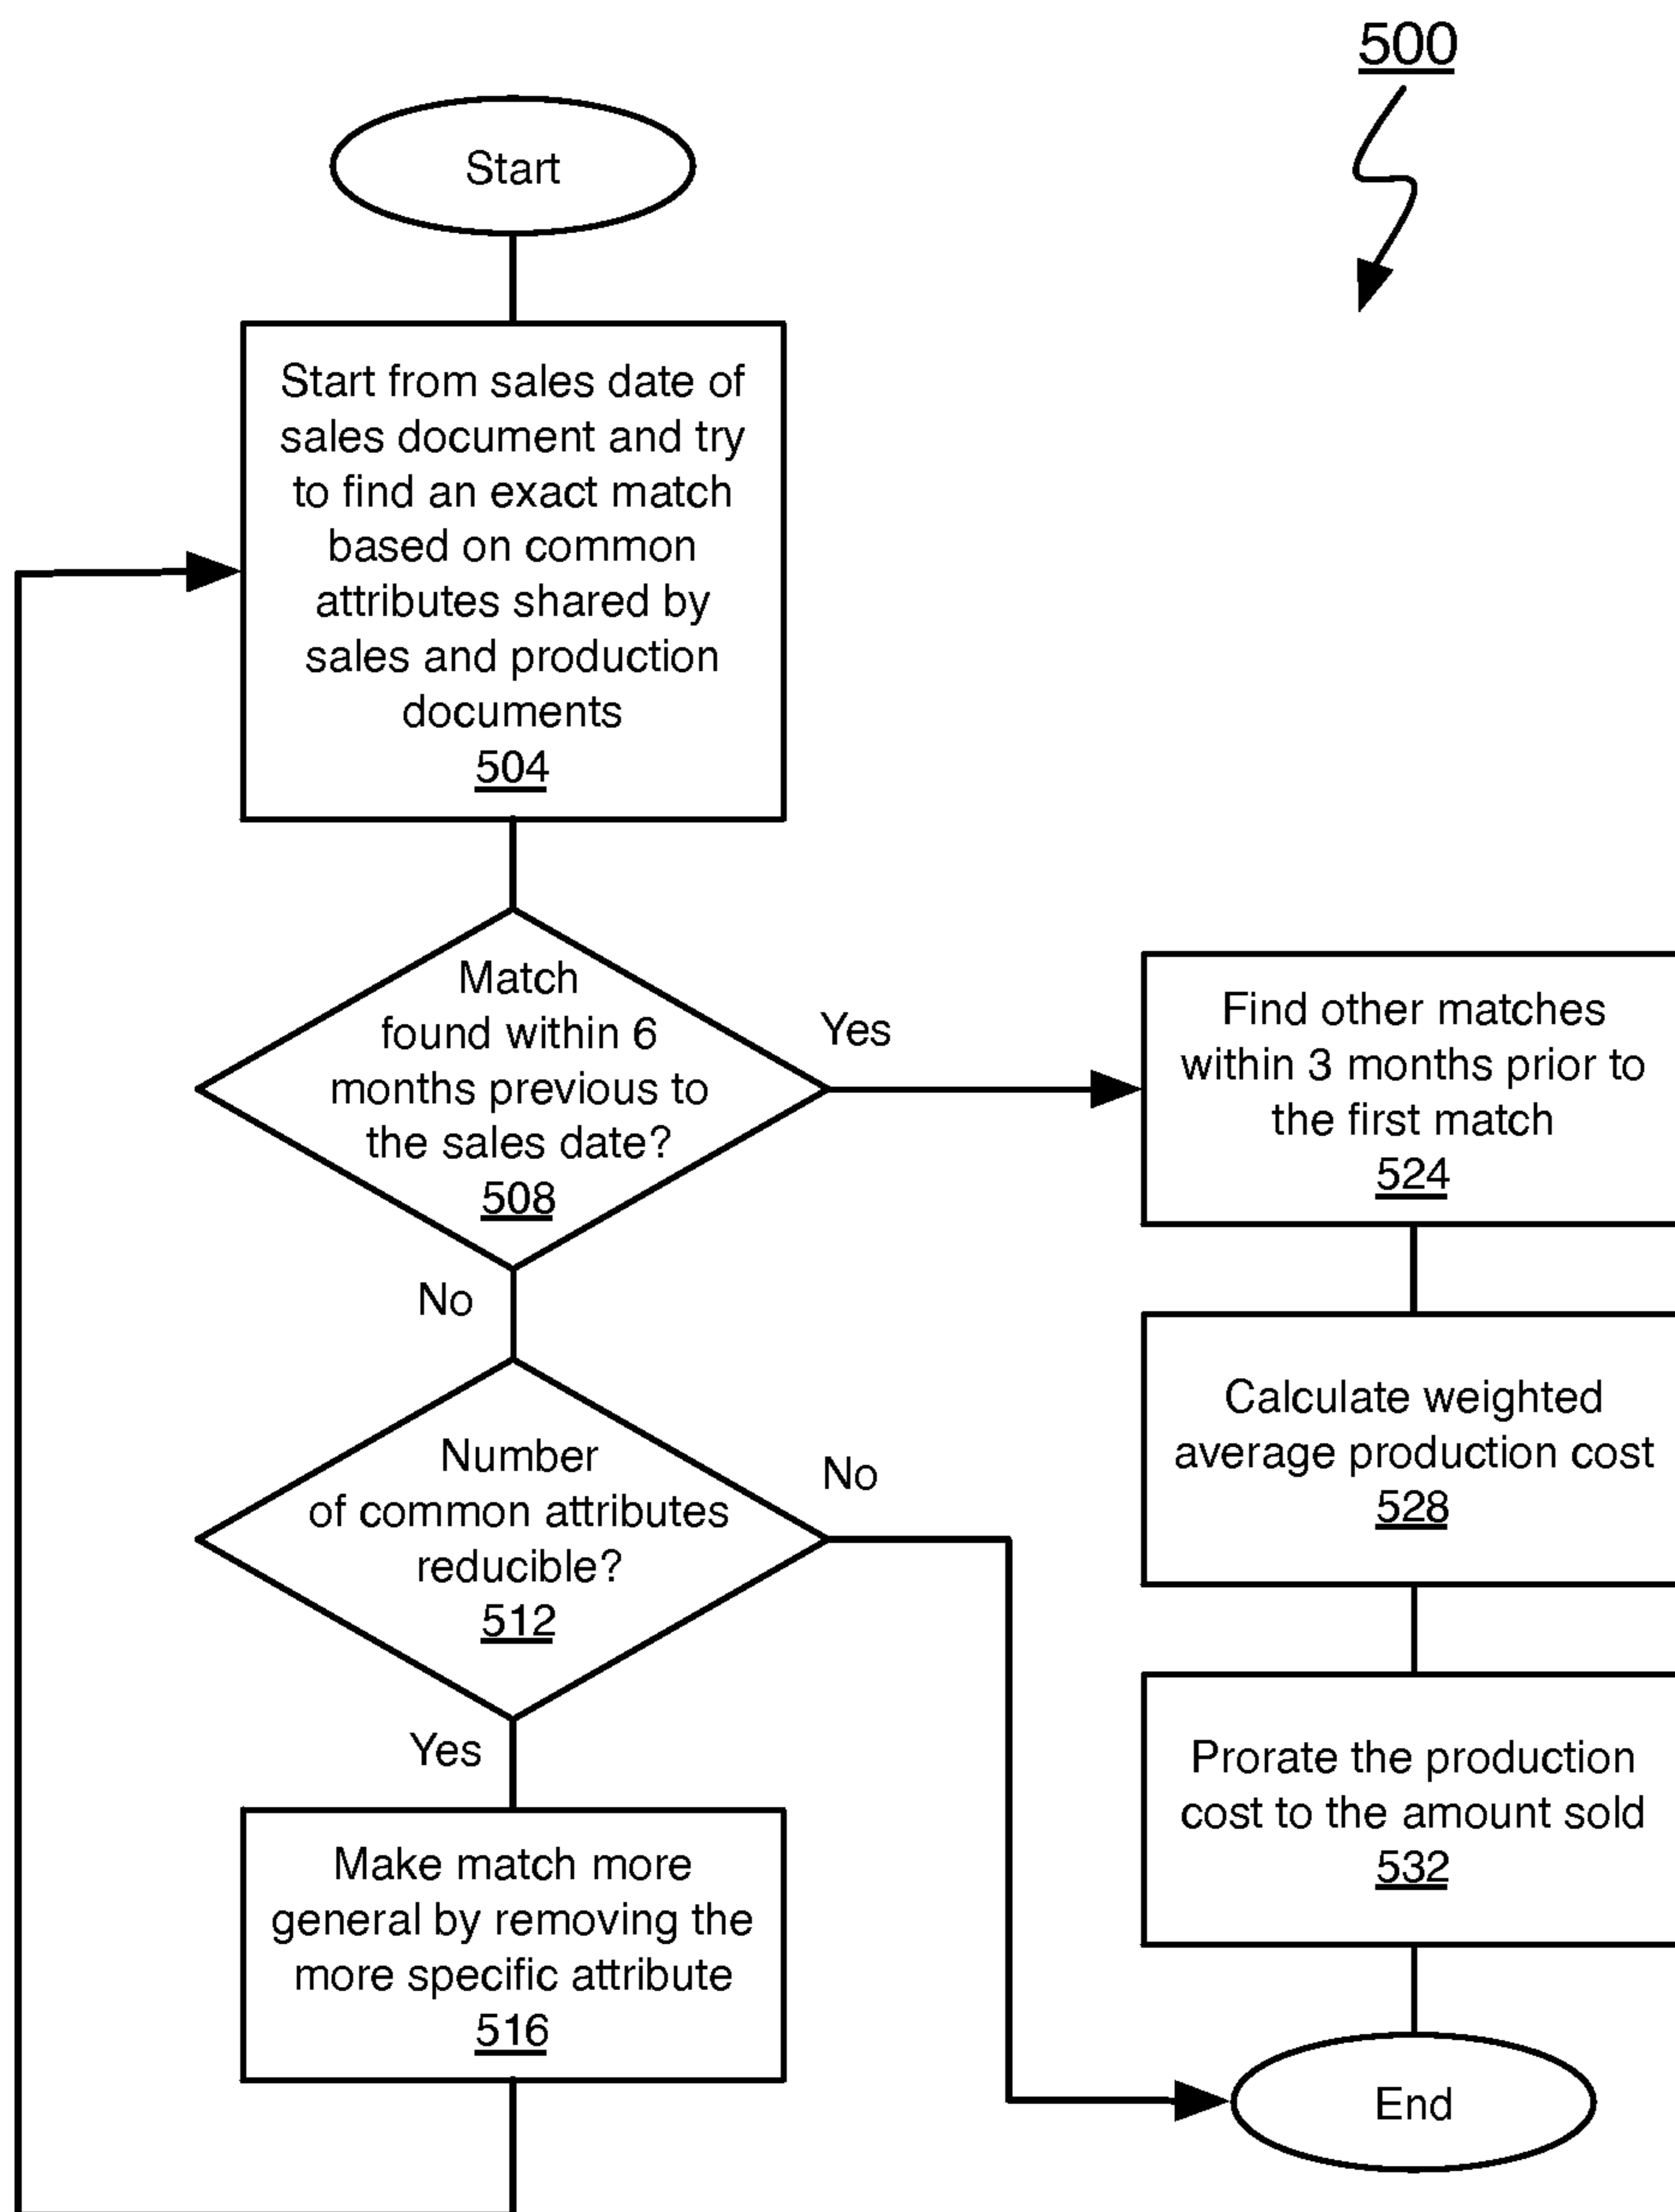 500
Start
Start from sales date of
sales document and try
to find an exact match
based on common
attributes shared by
sales and production
documents
504
Match
found within 6
months previous to
the sales date?
508
Yes
No
Find other matches
within 3 months prior to
the first match
524
Calculate weighted
average production cost
528
Number
of common attributes
reducible?
512
No
Yes
Prorate the production
cost to the amount sold
532
Make match more
general by removing the
more specific attribute
516
End